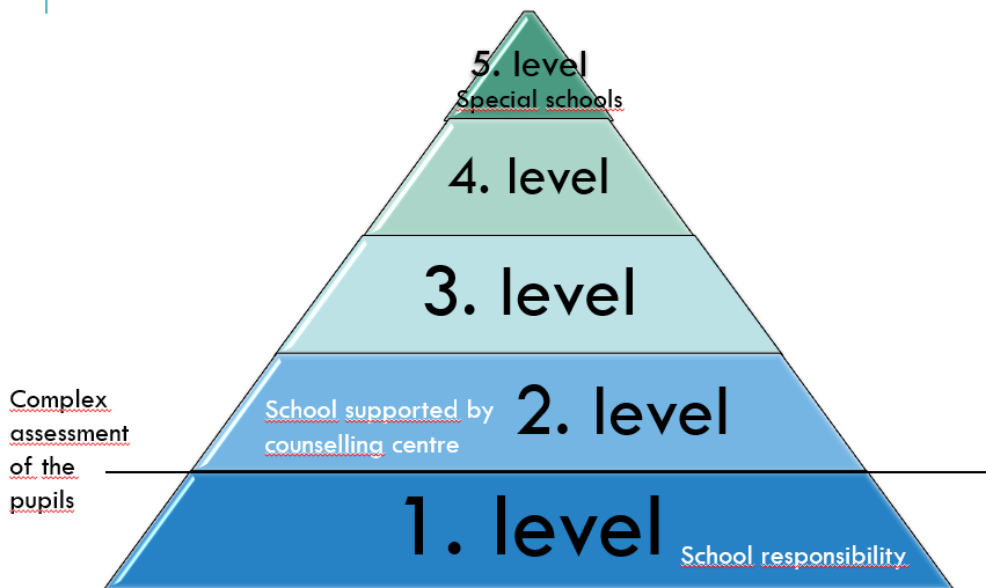 5. level
Special schools
4. level
3. level
Complex
assessment
of the
pupils
School supported by
counselling centre
2. level
1. level
School responsibility